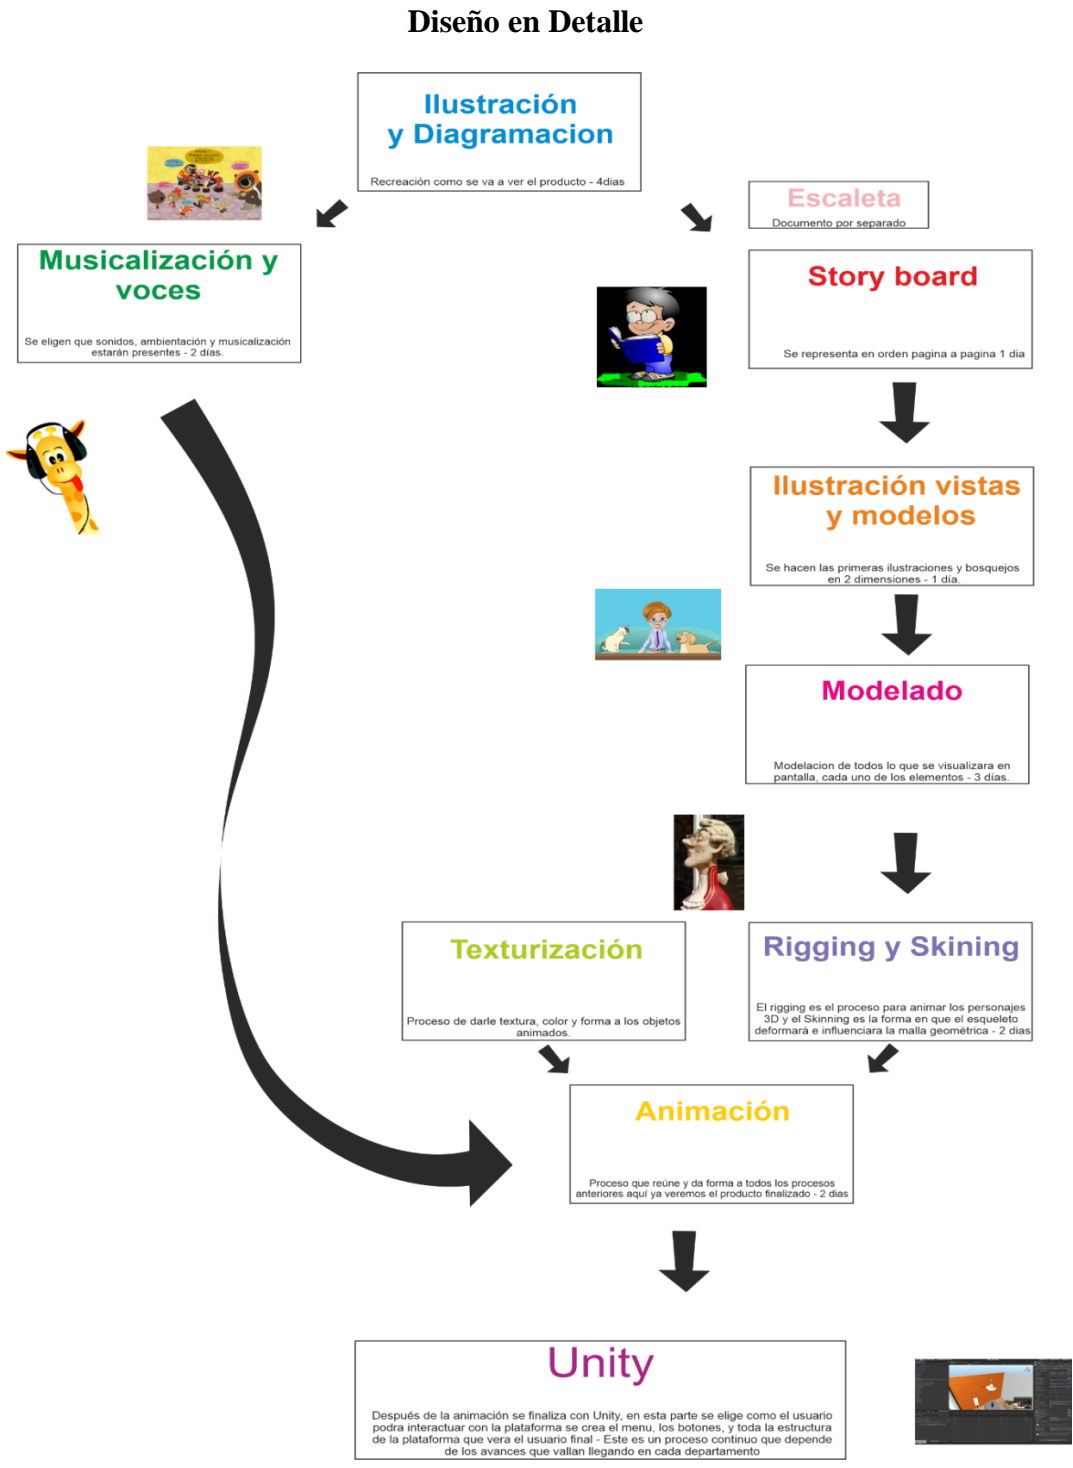 Diseño en Detalle
Ilustración
y Diagramacion
Recreación como se va a ver el producto - 4dias
Escaleta
Documento por separado
Musicalización y
voces
Se eligen que sonidos, ambientación y musicalización
estarán presentes - 2 días.
Story board
Se representa en orden pagina a pagina 1 dia
Ilustración vistas
y modelos
Se hacen las primeras ilustraciones y bosquejos
en 2 dimensiones - 1 día.
Modelado
Modelacion de todos lo que se visualizara en
pantalla, cada uno de los elementos - 3 días.
Texturización
Proceso de darle textura, color y forma a los objetos
animados.
Rigging y Skining
El rigging es el proceso para animar los personajes
3D y el Skinning es la forma en que el esqueleto
deformará e influenciara la malla geométrica - 2 dias
Animación
Proceso que reúne y da forma a todos los procesos
anteriores aquí ya veremos el producto finalizado - 2 dias
Unity
Después de la animación se finaliza con Unity, en esta parte se elige como el usuario
podra interactuar con la plataforma se crea el menu, los botones, y toda la estructura
de la plataforma que vera el usuario final - Este es un proceso continuo que depende
de los avances que vallan llegando en cada departamento